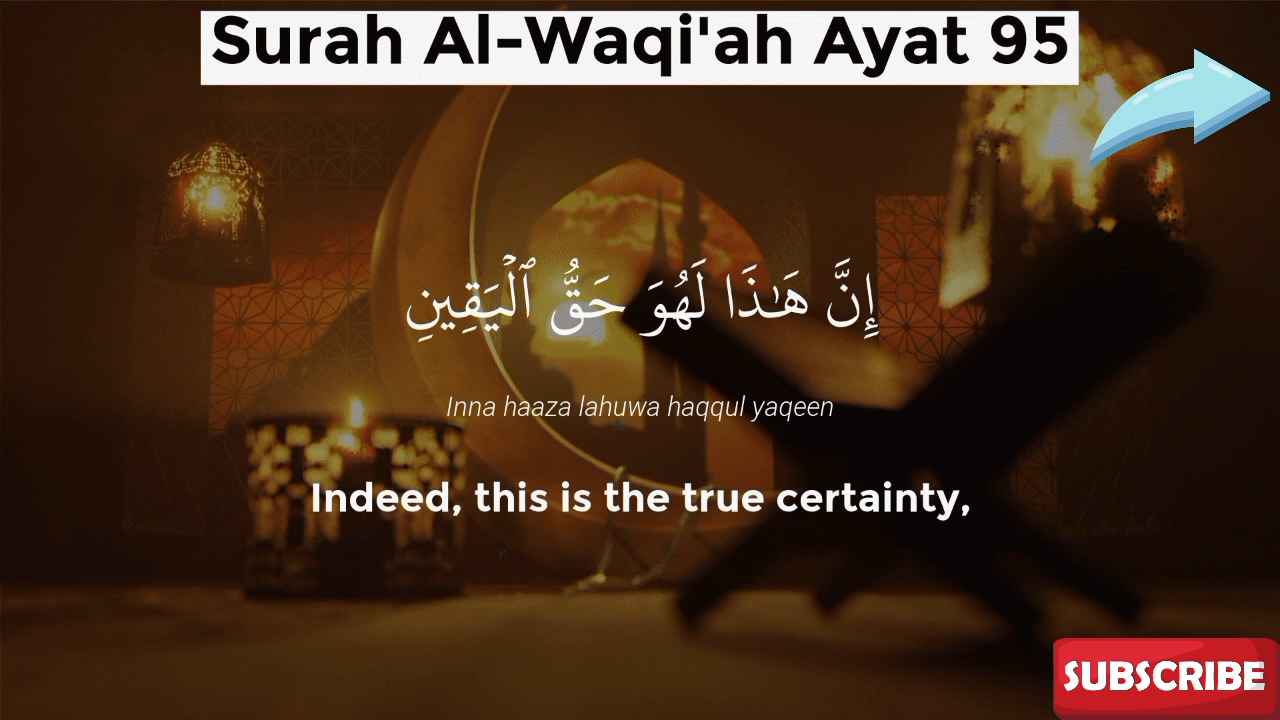 Surah Al-Waqi'ah Ayat 95
إِنَّ هَـٰذَا لَهُوَ حَقُّ ٱلْيَقِينِ
Inna haaza lahuwa haqqul yaqeen
Indeed, this is the true certainty,
SUBSCRIBE